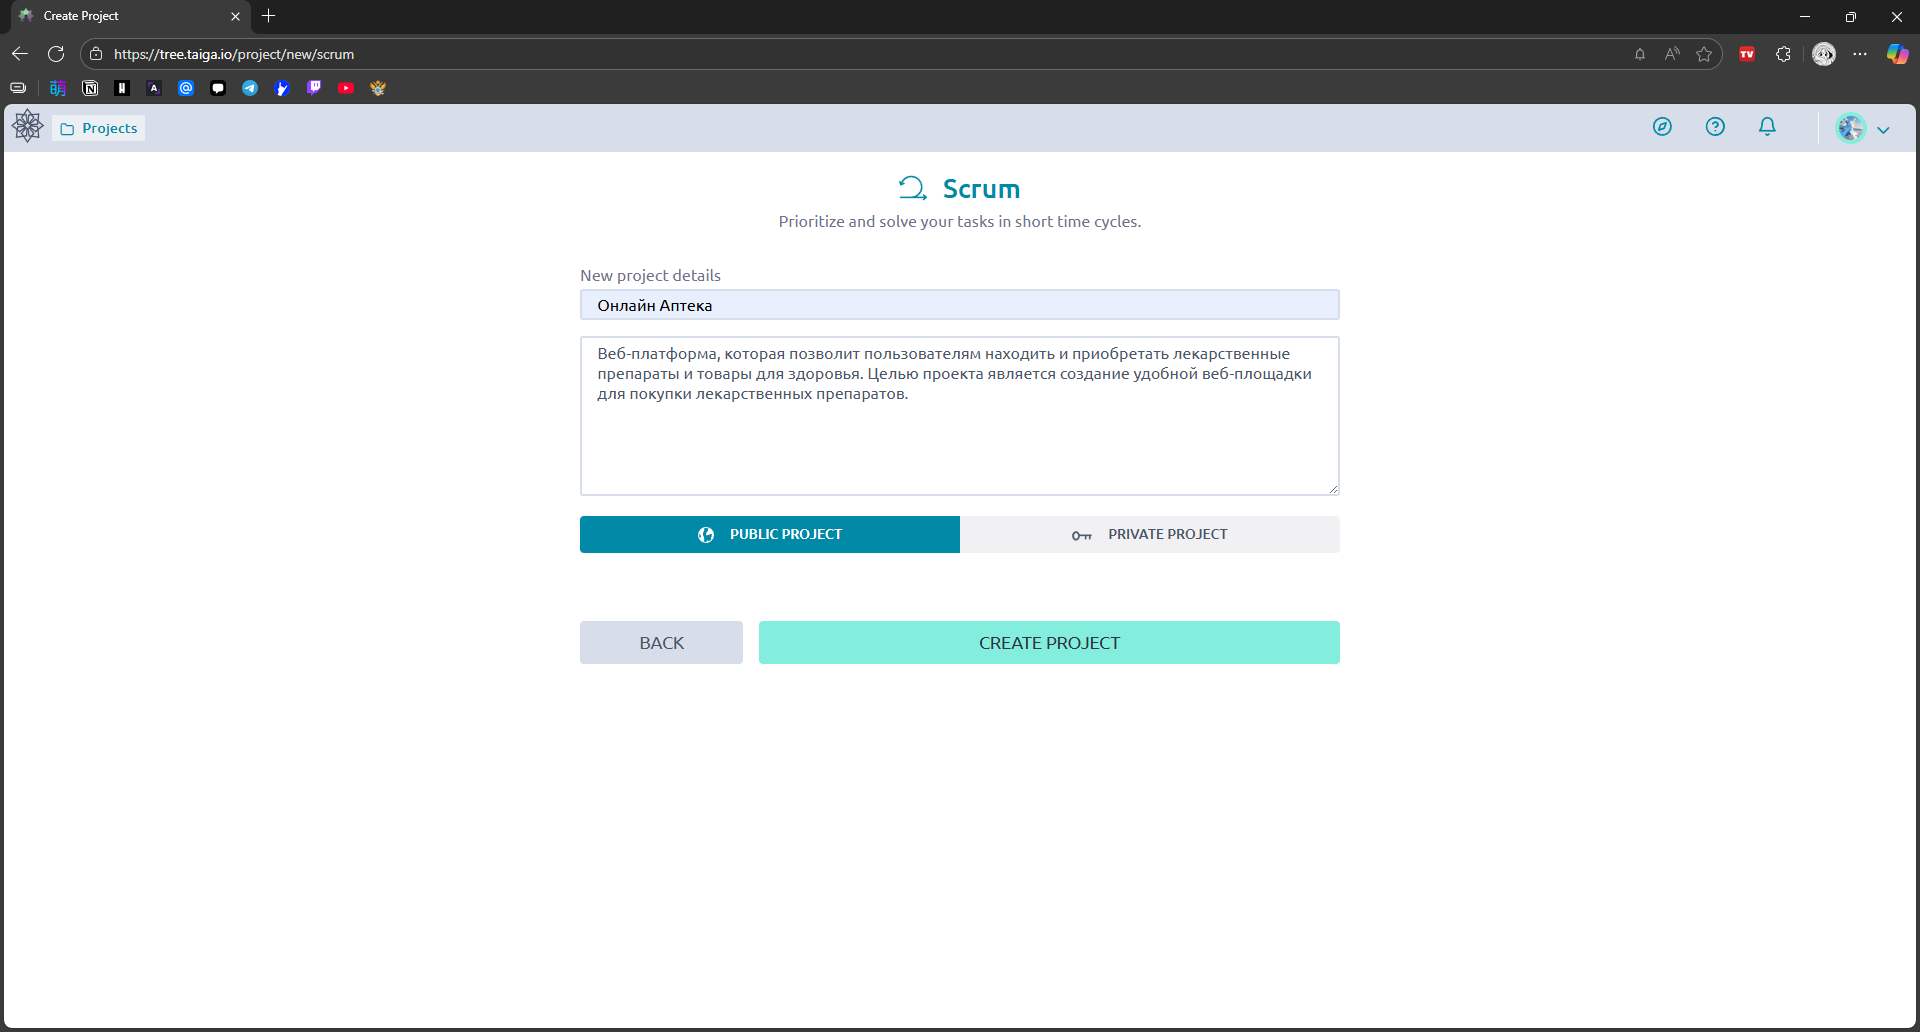 Create Project
https://tree.taiga.io/project/new/scrum
Projects
Scrum
Prioritize and solve your tasks in short time cycles.
New project details
Онлайн Аптека
Веб-платформа, которая позволит пользователям находить и приобретать лекарственные
препараты и товары для здоровья. Целью проекта является создание удобной веб-площадки
для покупки лекарственных препаратов.
PUBLIC PROJECT
PRIVATE PROJECT
BACK
CREATE PROJECT